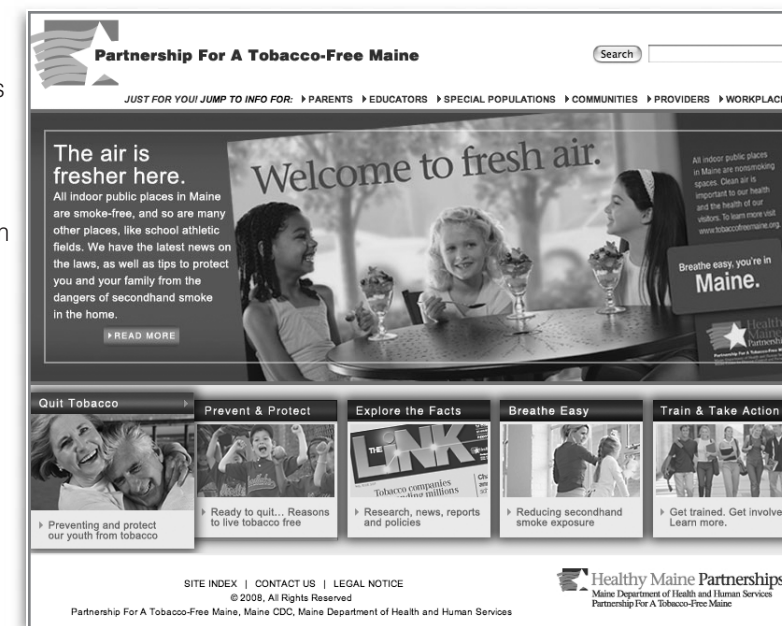 Partnership For A Tobacco-Free Maine
Search
JUST FOR YOU! JUMP TO INFO FOR: PARENTS EDUCATORS SPECIAL POPULATIONS COMMUNITIES PROVIDERS WORKPLAC
The air is
fresher here.
All indoor public places in Maine
are smoke-free, and so are many
other places, like school athletic
fields. We have the latest news on
the laws, as well as tips to protect
you and your family from the
dangers of secondhand smoke
in the home.
READ MORE
Welcome to fresh air.
All indoor public places
in Maine are nonsmoking
spaces. Clean air is
important to our health
and the health of our
visitors. To learn more visit
www.tobaccofreemaine.org.
Breathe easy, you're in
Maine.
Healthy
Maine
Partnership
Quit Tobacco
Preventing and protect
our youth from tobacco
Prevent & Protect
Ready to quit... Reasons
to live tobacco free
Explore the Facts
THE LINK
Tobacco companies
millions
Research, news, reports
and policies
Breathe Easy
Reducing secondhand
smoke exposure
Train & Take Action
Get trained. Get involve
Learn more.
SITE INDEX | CONTACT US | LEGAL NOTICE
© 2008, All Rights Reserved
Partnership For A Tobacco-Free Maine, Maine CDC, Maine Department of Health and Human Services
Healthy Maine Partnerships
Maine Department of Health and Human Services
Partnership For A Tobacco-Free Maine